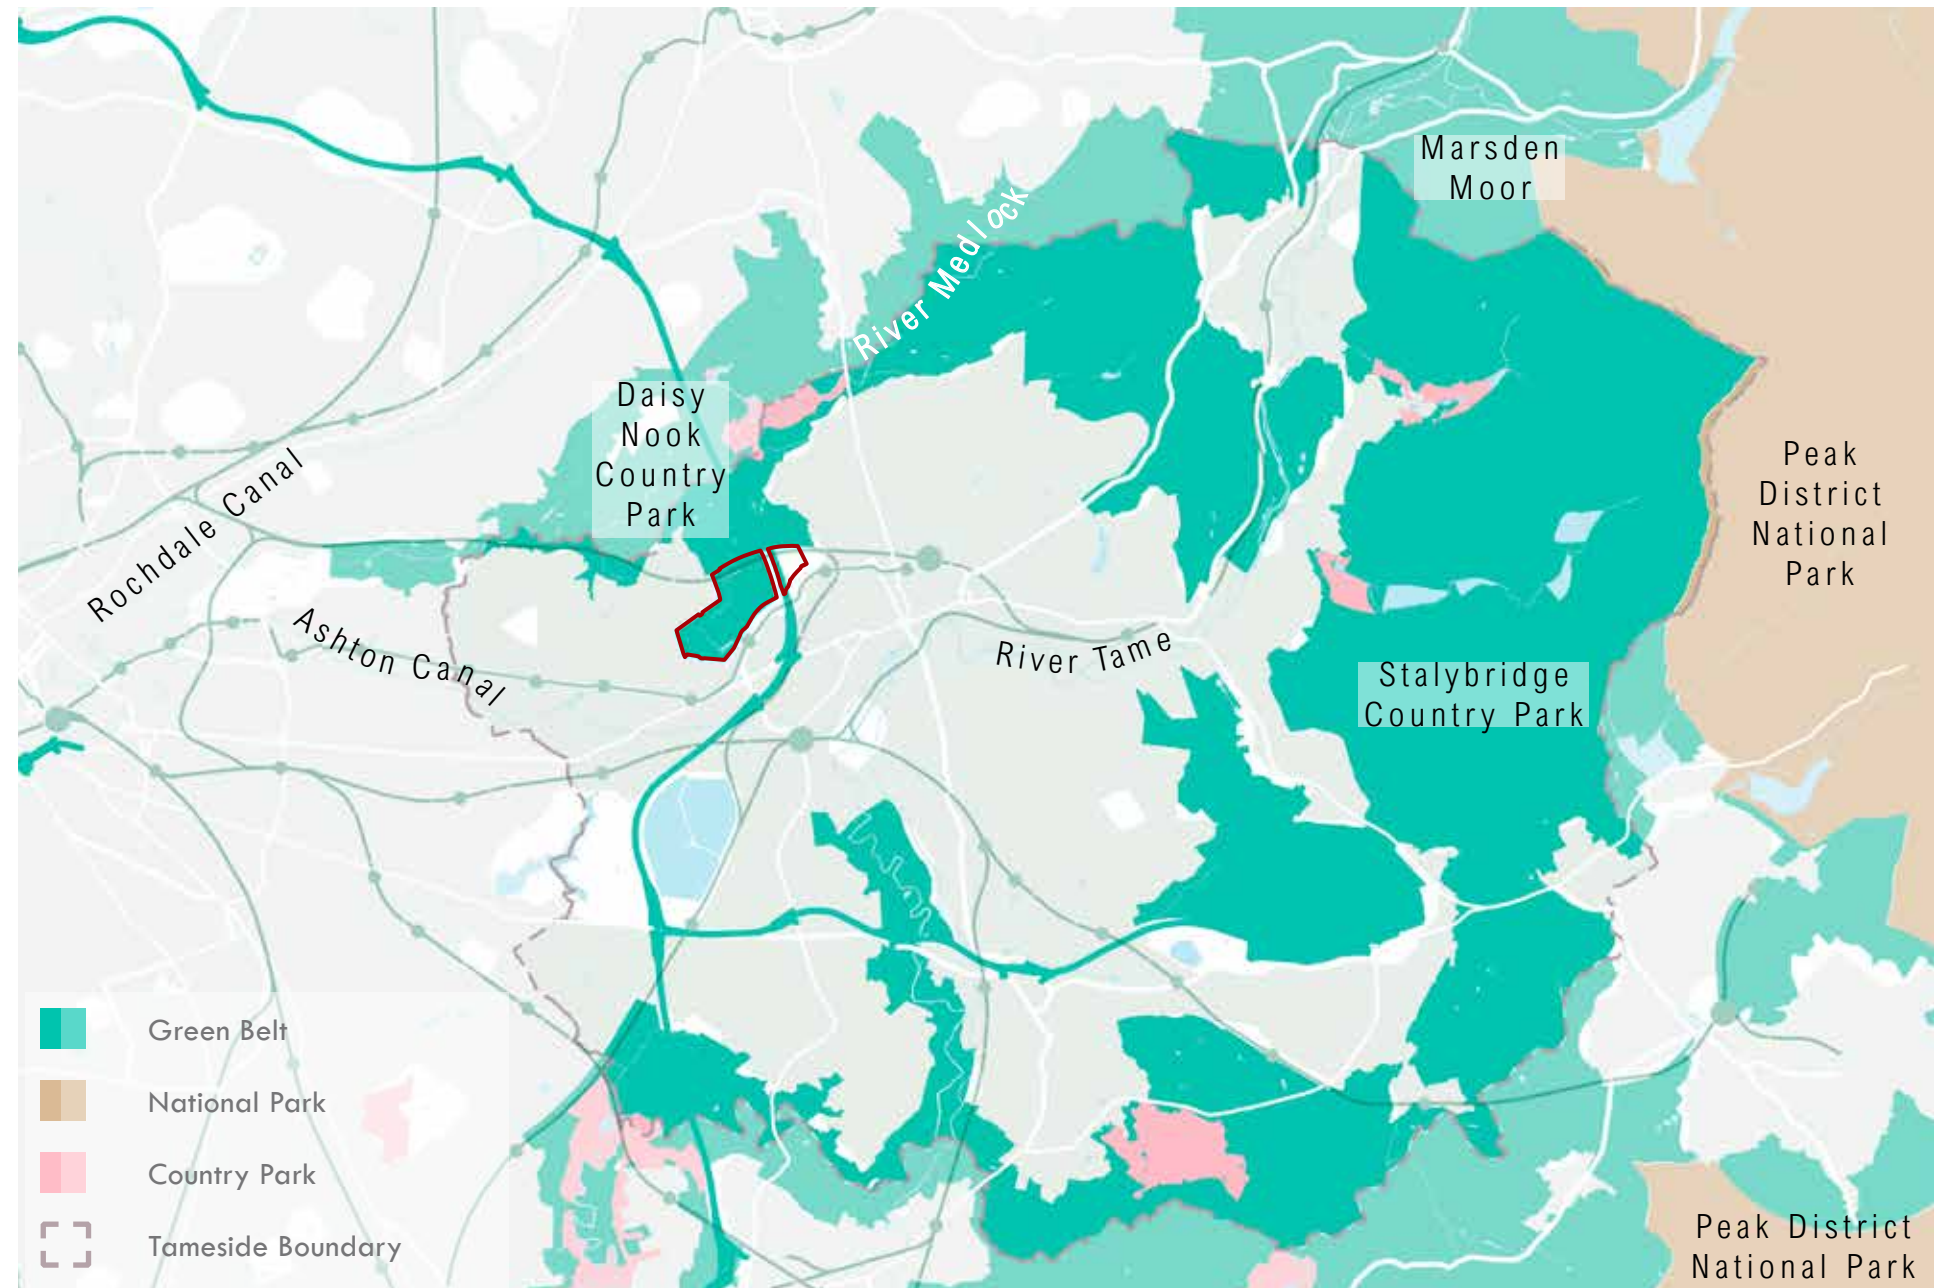 Marsden
Moor
River Medlock
Daisy
Nook
Country
Park
Peak
District
National
Park
Rochdale Canal
Ashton Canal
River Tame
Stalybridge
Country Park
Green Belt
National Park
Country Park
Tameside Boundary
Peak District
National Park